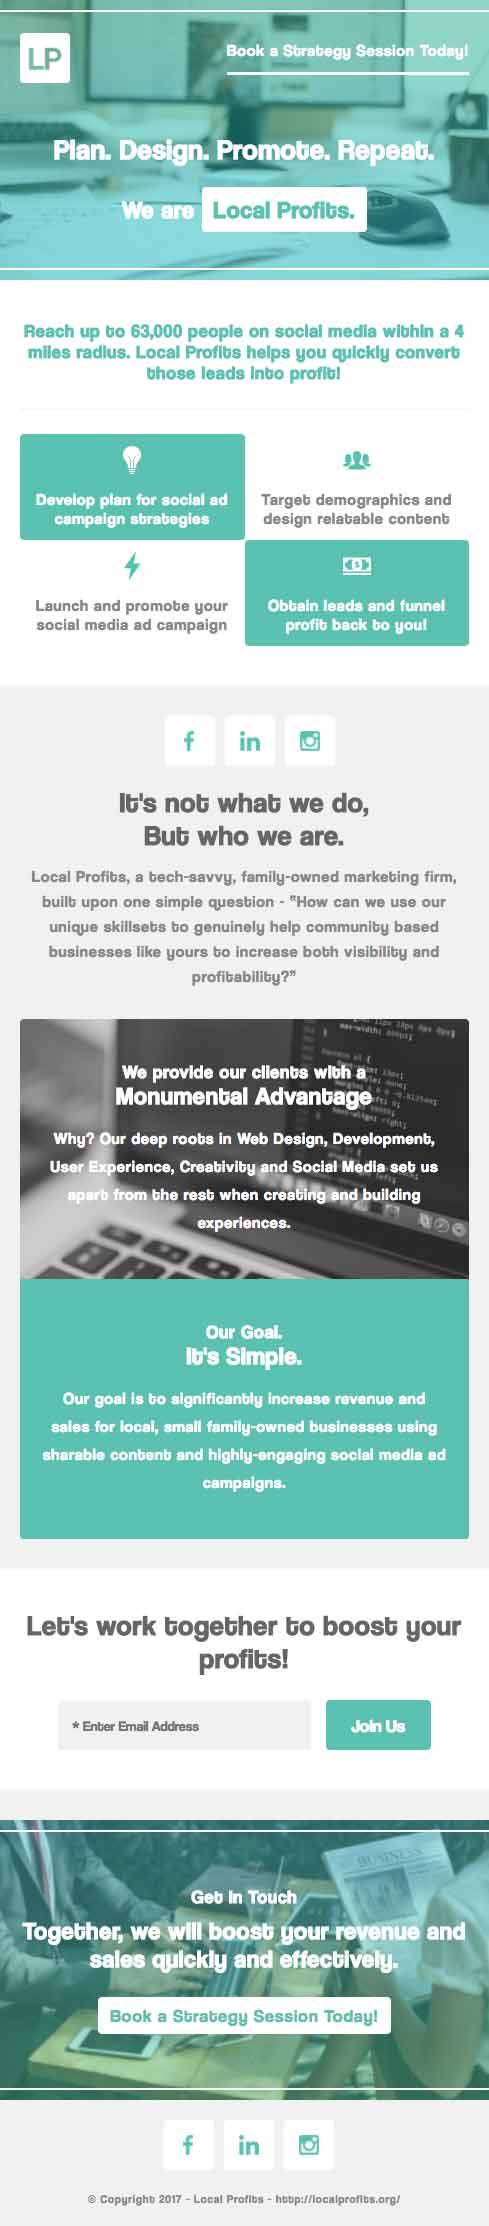 LP
Book a Strategy Session Today!
Plan. Design. Promote. Repeat.
We are Local Profits.
Reach up to 63,000 people on social media within a 4
miles radius. Local Profits helps you quickly convert
those leads into profit!
Develop plan for social ad
campaign strategies
Target demographics and
design relatable content
Launch and promote your
social media ad campaign
Obtain leads and funnel
profit back to you!
f in
It's not what we do,
But who we are.
Local Profits, a tech-savvy, family-owned marketing firm,
built upon one simple question - "How can we use our
unique skillsets to genuinely help community based
businesses like yours to increase both visibility and
profitability?"
We provide our clients with a
Monumental Advantage
Why? Our deep roots in Web Design, Development,
User Experience, Creativity and Social Media set us
apart from the rest when creating and building
experiences.
Our Goal.
It's Simple.
Our goal is to significantly increase revenue and
sales for local, small family-owned businesses using
sharable content and highly-engaging social media ad
campaigns.
Let's work together to boost your
profits!
* Enter Email Address
Join Us
BUSINESS
Get In Touch
Together, we will boost your revenue and
sales quickly and effectively.
Book a Strategy Session Today!
f in
© Copyright 2017 - Local Profits - http://localprofits.org/